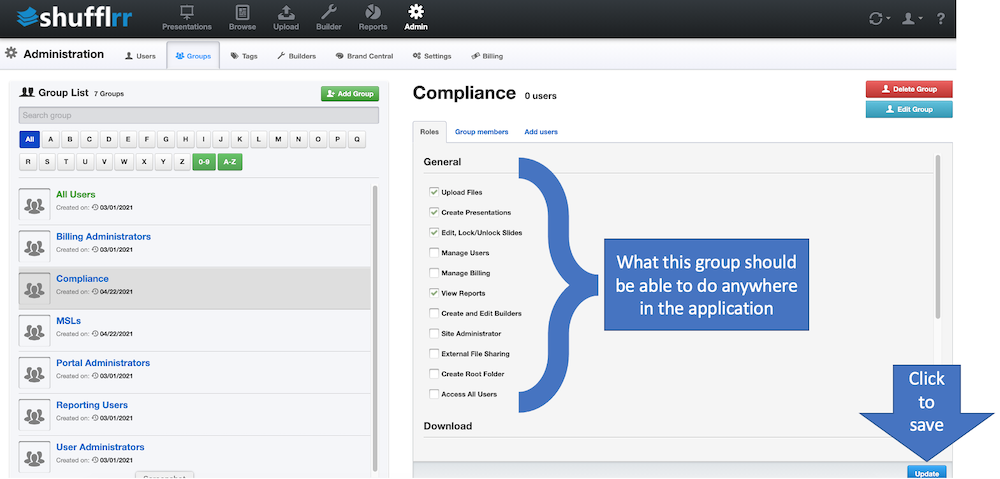 shufflrr
Presentations Browse Upload Builder Reports Admin
?
Administration Users Groups Tags Builders Brand Central Settings Billing
Group List 7 Groups
Add Group
Search group
All A B C D E F G H I J K L M N O P Q
R S T U V W X Y Z 0-9 A-Z
All Users
Created on: 03/01/2021
Billing Administrators
Created on: 03/01/2021
Compliance
Created on: 04/22/2021
MSLs
Created on: 04/22/2021
Portal Administrators
Created on: 03/01/2021
Reporting Users
Created on: 03/01/2021
User Administrators
Created on: 03/01/2021
Compliance 0 users
Delete Group
Edit Group
Roles Group members Add users
General
Upload Files
Create Presentations
Edit, Lock/Unlock Slides
Manage Users
Manage Billing
View Reports
Create and Edit Builders
Site Administrator
External File Sharing
Create Root Folder
Access All Users
Download
What this group should
be able to do anywhere
in the application
Click
to
save
Update